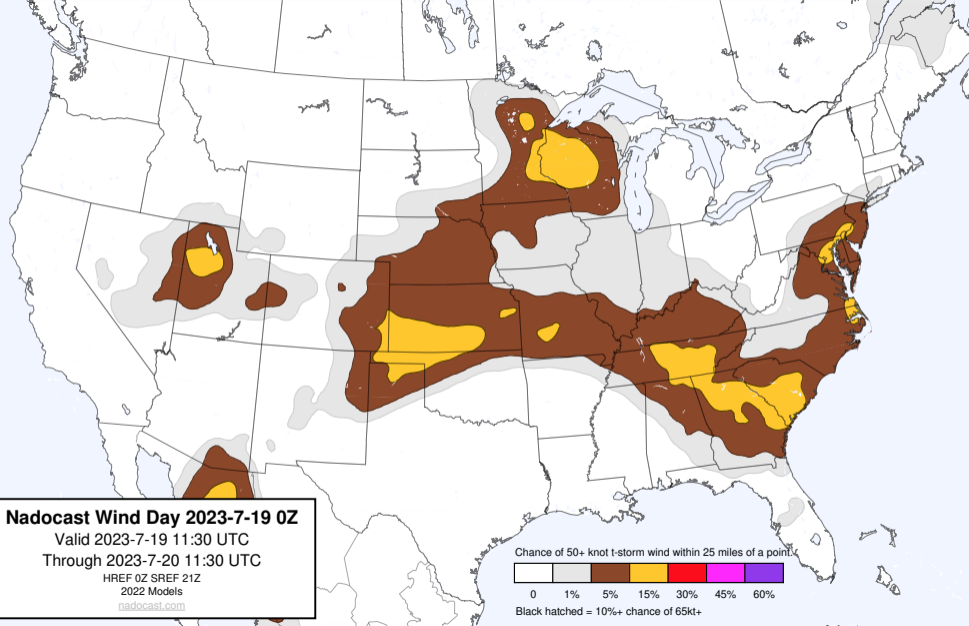 Nadocast Wind Day 2023-7-19 0Z
Valid 2023-7-19 11:30 UTC
Through 2023-7-20 11:30 UTC
HREF 0Z SREF 21Z
2022 Models
nadocast.com
Chance of 50+ knot t-storm wind within 25 miles of a point.
0 1% 5% 15% 30% 45% 60%
Black hatched = 10%+ chance of 65kt+